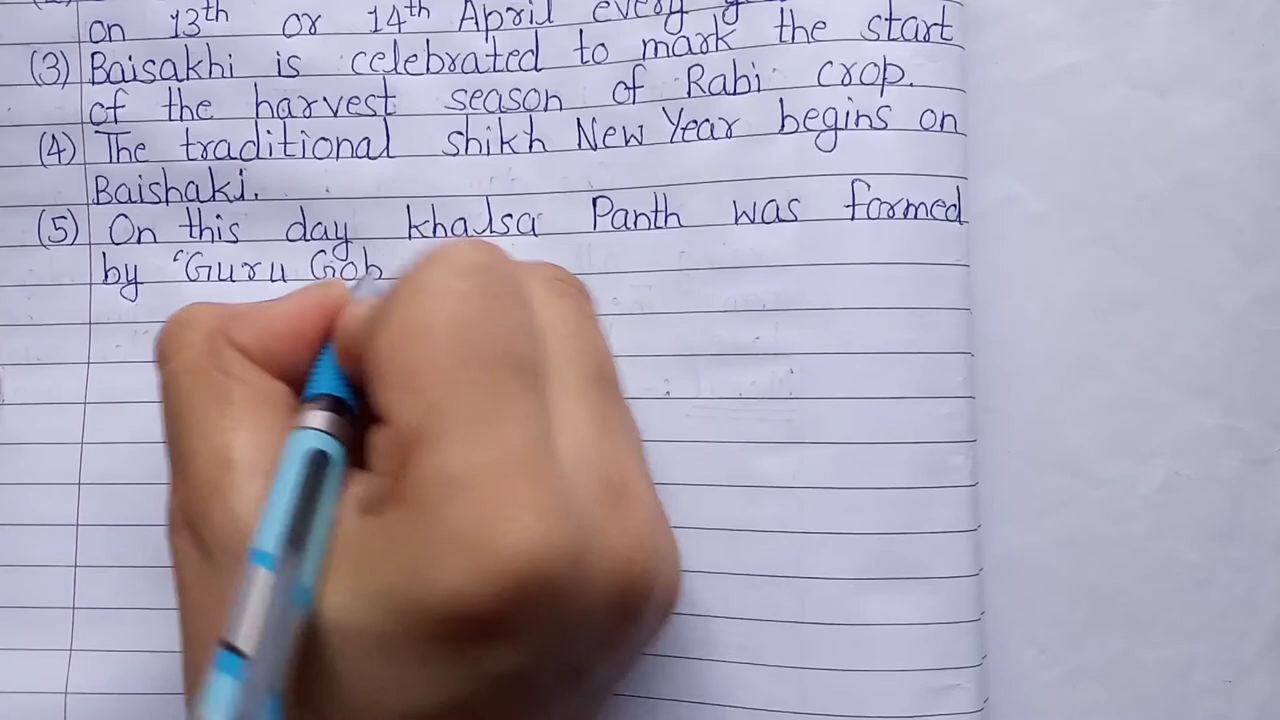 on 13th or 14th April every
(3) Baisakhi is celebrated to mark the start
of the harvest season of Rabi crop.
(4) The traditional shikh New Year begins on
Baishaki.
(5) On this day khalsa Panth was formed
by "Guru Gob